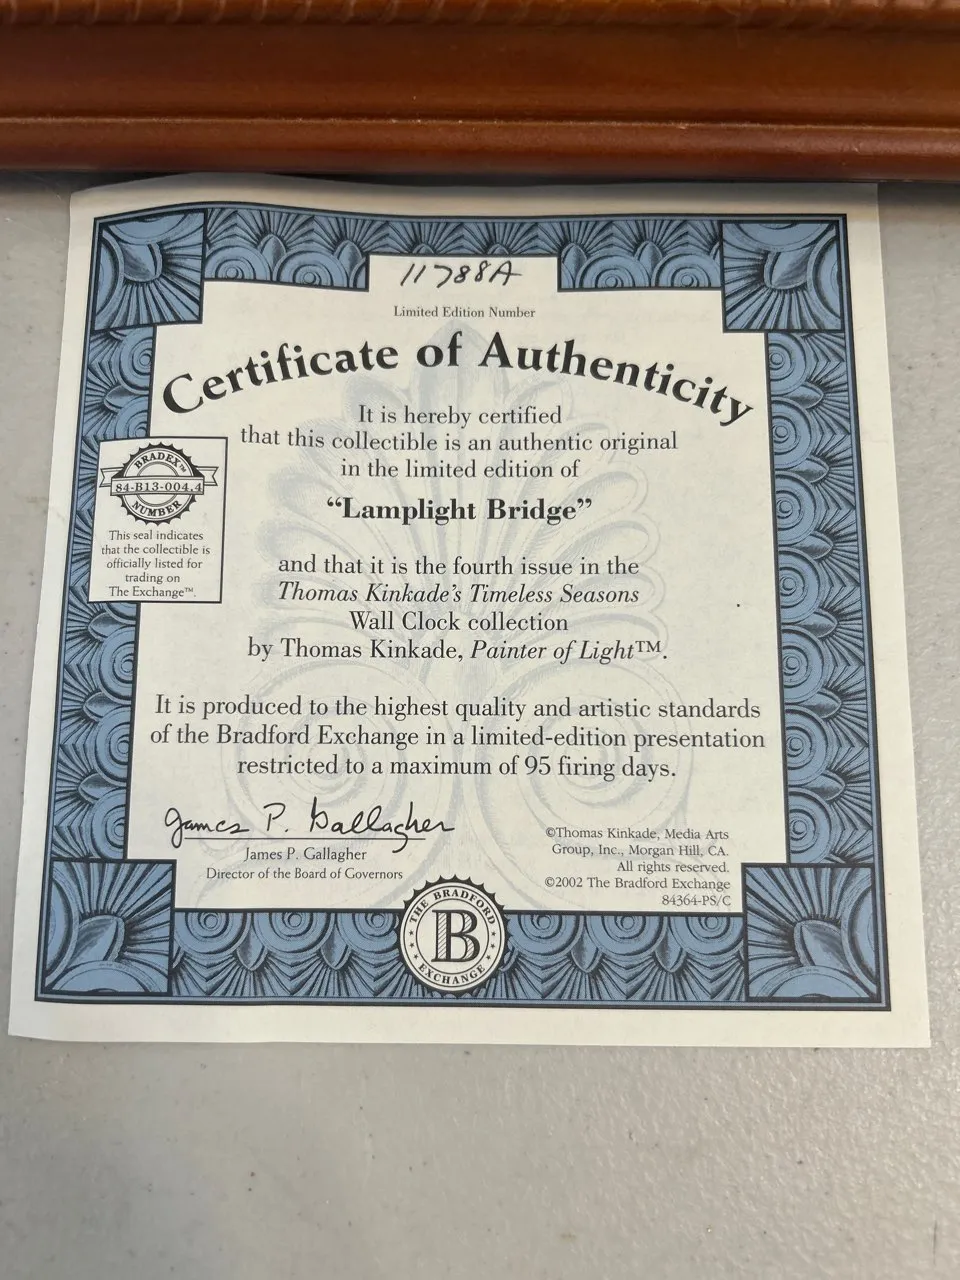 11788A
Limited Edition Number
Certificate of Authenticity
It is hereby certified
that this collectible is an authentic original
in the limited edition of
“Lamplight Bridge”
and that it is the fourth issue in the
Thomas Kinkade's Timeless Seasons
Wall Clock collection
by Thomas Kinkade, Painter of Light™.
BRADEX™
84-B13-004.4
NUMBER
This seal indicates
that the collectible is
officially listed for
trading on
The Exchange™.
It is produced to the highest quality and artistic standards
of the Bradford Exchange in a limited-edition presentation
restricted to a maximum of 95 firing days.
James P. Gallagher
James P. Gallagher
Director of the Board of Governors
©Thomas Kinkade, Media Arts
Group, Inc., Morgan Hill, CA.
All rights reserved.
©2002 The Bradford Exchange
84364-PS/C
THE BRADFORD
B
EXCHANGE